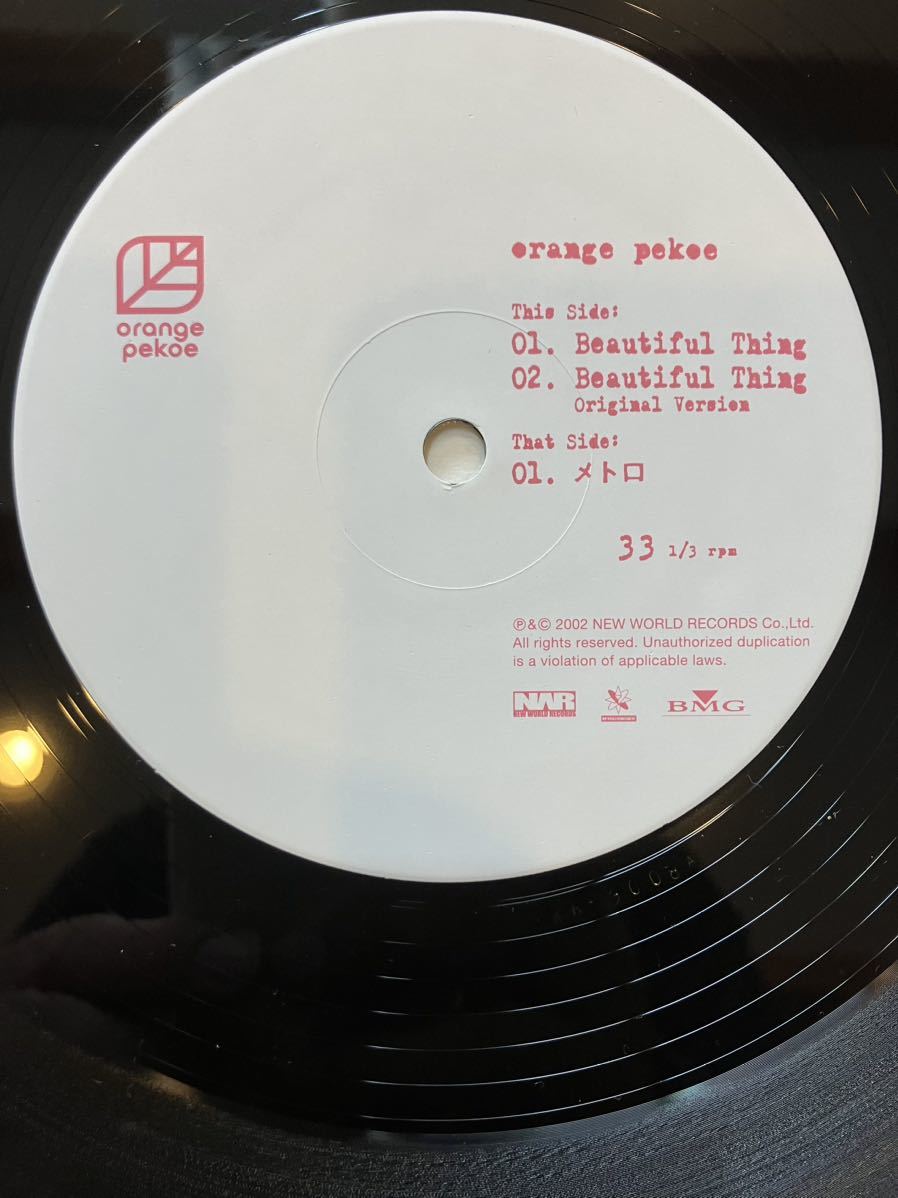 orange
pekoe
orange pekoe
This Side:
01. Beautiful Thing
02. Beautiful Thing
Original Version
That Side:
01. メトロ
33 1/3 rpm
℗&© 2002 NEW WORLD RECORDS Co.,Ltd.
All rights reserved. Unauthorized duplication
is a violation of applicable laws.
NWR
NEW WORLD RECORDS
BMG